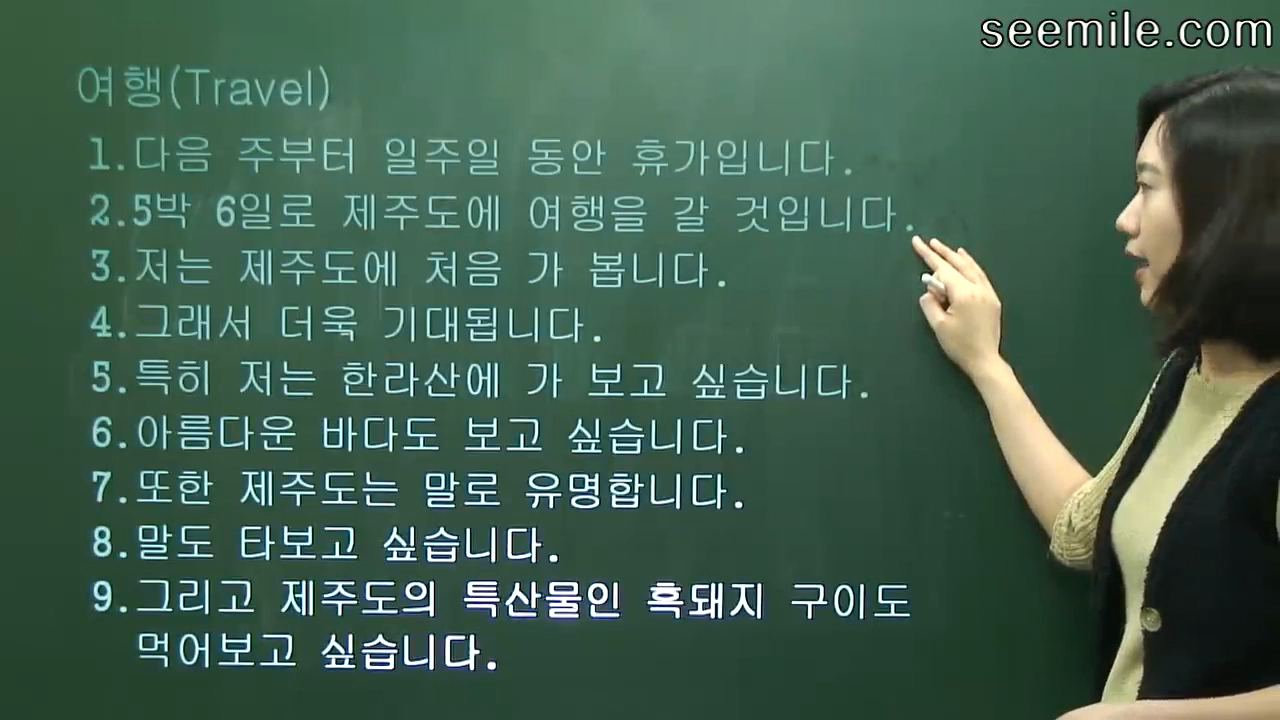 seemile.com
여행(Travel)
1.다음 주부터 일주일 동안 휴가입니다.
2.5박 6일로 제주도에 여행을 갈 것입니다.
3.저는 제주도에 처음 가 봅니다.
4.그래서 더욱 기대됩니다.
5.특히 저는 한라산에 가 보고 싶습니다.
6.아름다운 바다도 보고 싶습니다.
7.또한 제주도는 말로 유명합니다.
8.말도 타보고 싶습니다.
9.그리고 제주도의 특산물인 흑돼지 구이도
먹어보고 싶습니다.